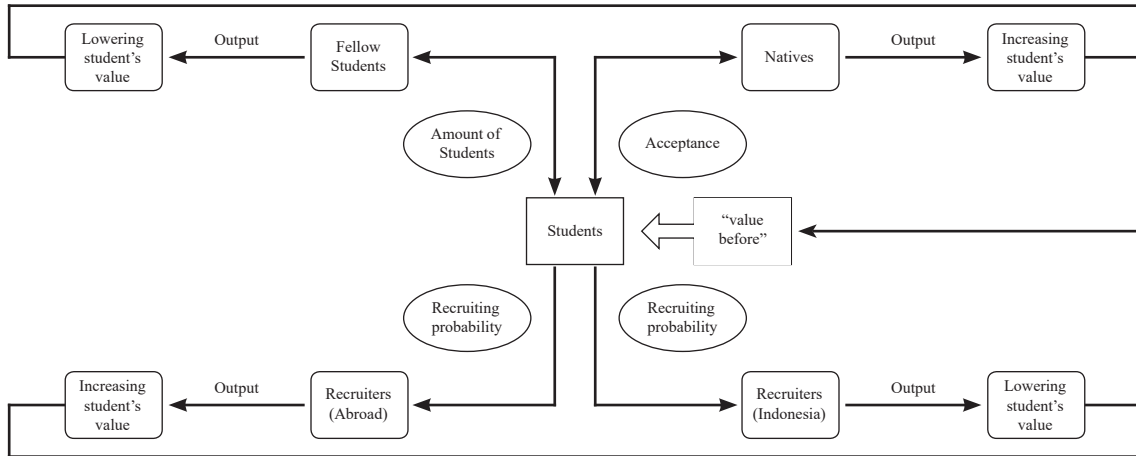 Lowering
student’s
value
Output
Fellow
Students
Natives
Output
Increasing
student’s
value
Amount of
Students
Acceptance
Students
“value
before”
Recruiting
probability
Recruiting
probability
Increasing
student’s
value
Output
Recruiters
(Abroad)
Recruiters
(Indonesia)
Output
Lowering
student’s
value